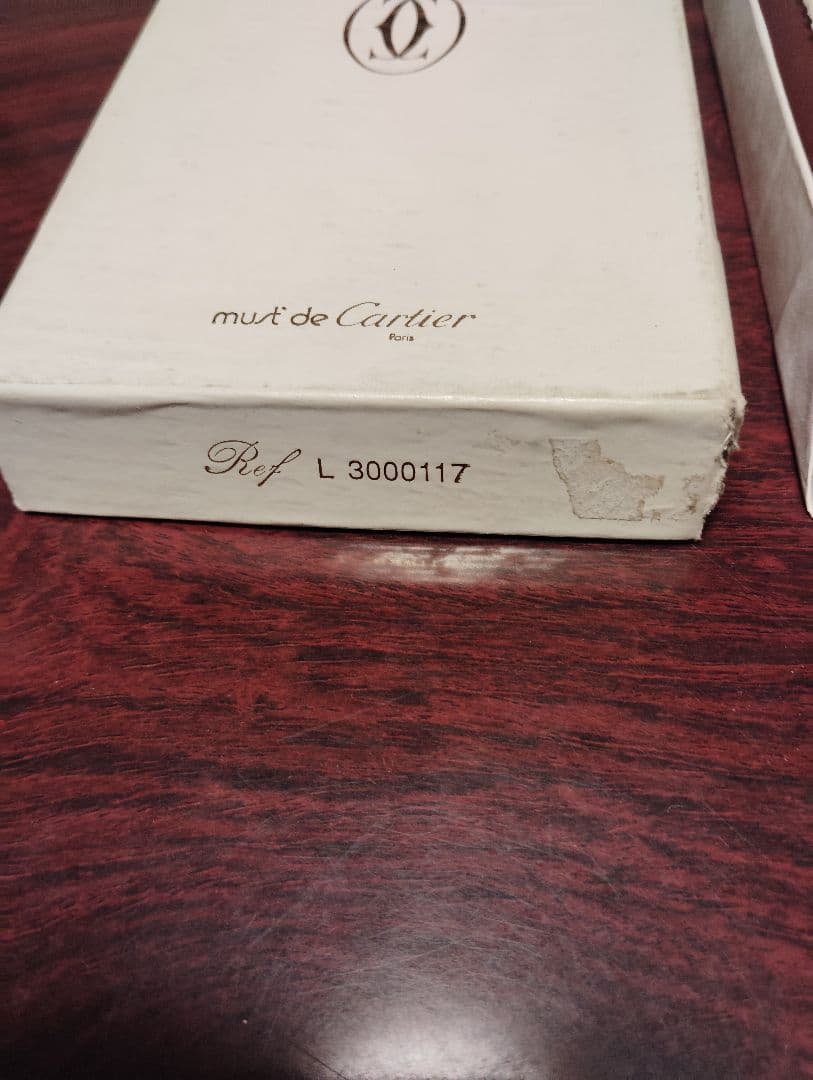 must de Cartier
Paris
Ref L 3000117